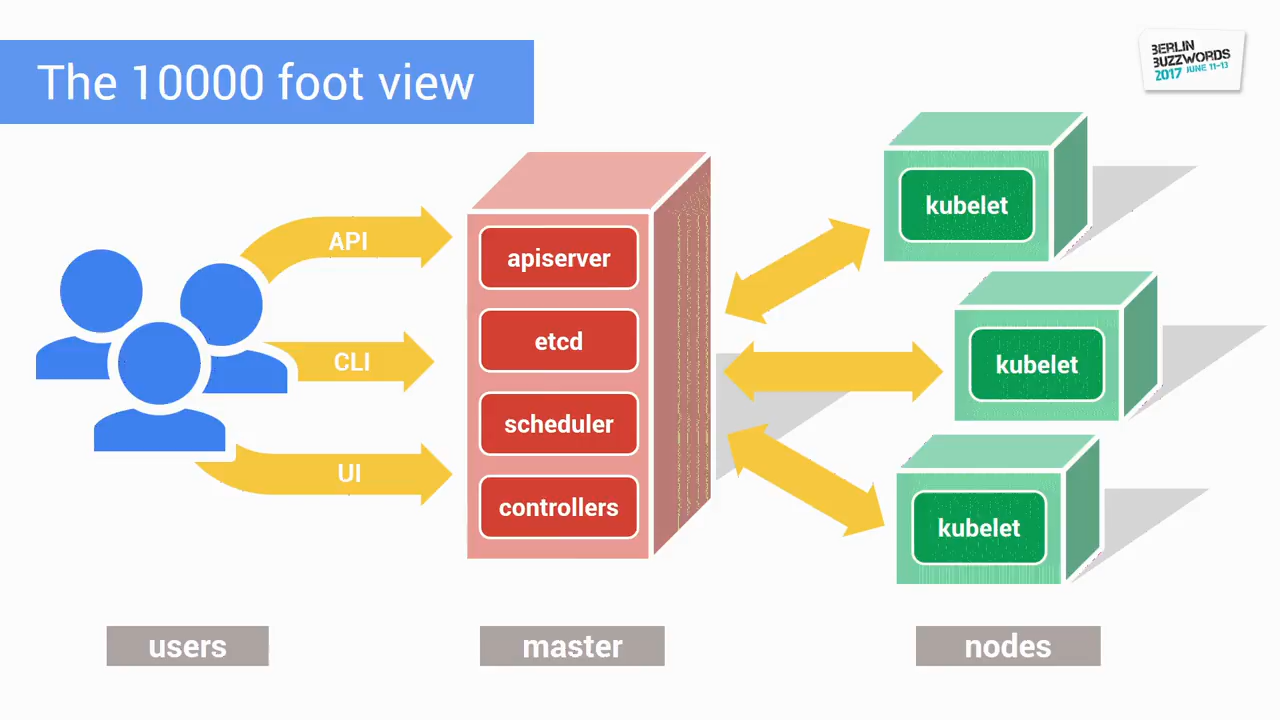 The 10000 foot view
BERLIN
BUZZWORDS
2017 JUNE 11-13
API
CLI
UI
apiserver
etcd
scheduler
controllers
kubelet
kubelet
kubelet
users
master
nodes